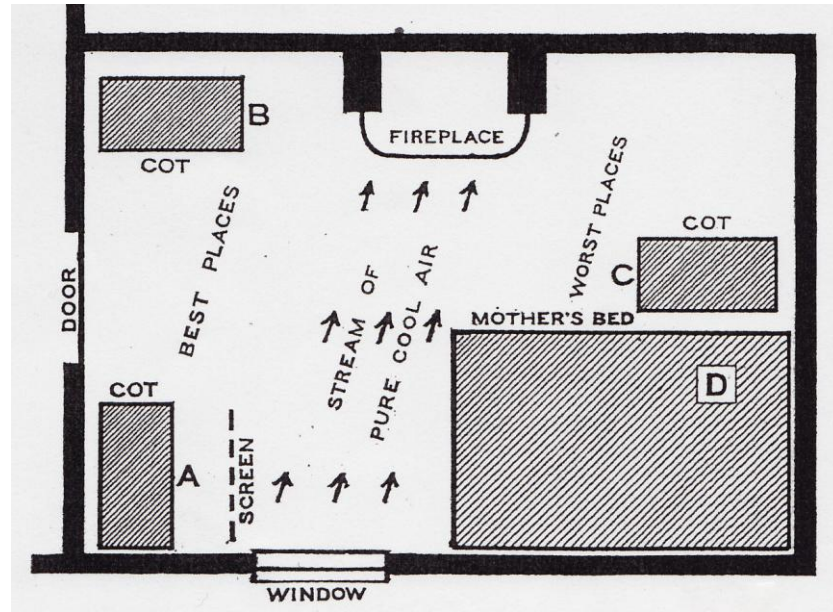 B
COT
FIREPLACE
BEST PLACES
WORST PLACES
COT
C
DOOR
STREAM OF
PURE COOL AIR
MOTHER'S BED
D
COT
A
SCREEN
WINDOW